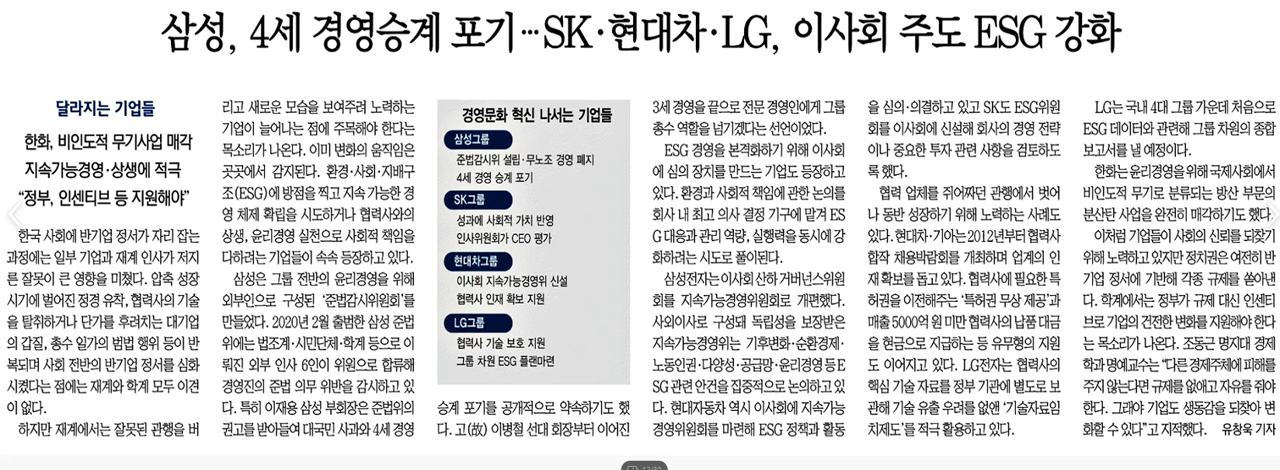 삼성, 4세 경영승계 포기…SK·현대차·LG, 이사회 주도 ESG 강화
달라지는 기업들
한화, 비인도적 무기사업 매각
지속가능경영·상생에 적극
“정부, 인센티브 등 지원해야”
한국 사회에 반기업 정서가 자리 잡는
과정에는 일부 기업과 재계 인사가 저지
른 잘못이 큰 영향을 미쳤다. 압축 성장
시기에 벌어진 정경 유착, 협력사의 기술
을 탈취하거나 단가를 후려치는 대기업
의 갑질, 총수 일가의 범법 행위 등이 반
복되며 사회 전반의 반기업 정서를 심화
시켰다는 점에는 재계와 학계 모두 이견
이 없다.
하지만 재계에서는 잘못된 관행을 버
리고 새로운 모습을 보여주려 노력하는
기업이 늘어나는 점에 주목해야 한다는
목소리가 나온다. 이미 변화의 움직임은
곳곳에서 감지된다. 환경·사회·지배구
조(ESG)에 방점을 찍고 지속 가능한 경
영 체제 확립을 시도하거나 협력사와의
상생, 윤리경영 실천으로 사회적 책임을
다하려는 기업들이 속속 등장하고 있다.
삼성은 그룹 전반의 윤리경영을 위해
외부인으로 구성된 ‘준법감시위원회’를
만들었다. 2020년 2월 출범한 삼성 준법
위에는 법조계·시민단체·학계 등으로 이
뤄진 외부 인사 6인이 위원으로 합류해
경영진의 준법 의무 위반을 감시하고 있
다. 특히 이재용 삼성 부회장은 준법위의
권고를 받아들여 대국민 사과와 4세 경영
경영문화 혁신 나서는 기업들
삼성그룹
준법감시위 설립·무노조 경영 폐지
4세 경영 승계 포기
SK그룹
성과에 사회적 가치 반영
인사위원회가 CEO 평가
현대차그룹
이사회 지속가능경영위 신설
협력사 인재 확보 지원
LG그룹
협력사 기술 보호 지원
그룹 차원 ESG 플랜마련
승계 포기를 공개적으로 약속하기도 했
다. 고(故) 이병철 선대 회장부터 이어진
3세 경영을 끝으로 전문 경영인에게 그룹
총수 역할을 넘기겠다는 선언이었다.
ESG 경영을 본격화하기 위해 이사회
에 심의 장치를 만드는 기업도 등장하고
있다. 환경과 사회적 책임에 관한 논의를
회사 내 최고 의사 결정 기구에 맡겨 ES
G 대응과 관리 역량, 실행력을 동시에 강
화하려는 시도로 풀이된다.
삼성전자는 이사회 산하 거버넌스위원
회를 지속가능경영위원회로 개편했다.
사외이사로 구성돼 독립성을 보장받은
지속가능경영위는 기후변화·순환경제·
노동인권·다양성·공급망·윤리경영 등 E
SG 관련 안건을 집중적으로 논의하고 있
다. 현대자동차 역시 이사회에 지속가능
경영위원회를 마련해 ESG 정책과 활동
을 심의·의결하고 있고 SK도 ESG위원
회를 이사회에 신설해 회사의 경영 전략
이나 중요한 투자 관련 사항을 검토하도
록 했다.
협력 업체를 쥐어짜던 관행에서 벗어
나 동반 성장하기 위해 노력하는 사례도
있다. 현대차·기아는 2012년부터 협력사
합작 채용박람회를 개최하며 업계의 인
재 확보를 돕고 있다. 협력사에 필요한 특
허권을 이전해주는 ‘특허권 무상 제공’과
매출 5000억 원 미만 협력사의 납품 대금
을 현금으로 지급하는 등 유무형의 지원
도 이어지고 있다. LG전자는 협력사의
핵심 기술 자료를 정부 기관에 별도로 보
관해 기술 유출 우려를 없앤 ‘기술자료임
치제도’를 적극 활용하고 있다.
LG는 국내 4대 그룹 가운데 처음으로
ESG 데이터와 관련해 그룹 차원의 종합
보고서를 낼 예정이다.
한화는 윤리경영을 위해 국제사회에서
비인도적 무기로 분류되는 방산 부문의
분산탄 사업을 완전히 매각하기도 했다.
이처럼 기업들이 사회의 신뢰를 되찾기
위해 노력하고 있지만 정치권은 여전히 반
기업 정서에 기반해 각종 규제를 쏟아낸
다. 학계에서는 정부가 규제 대신 인센티
브로 기업의 건전한 변화를 지원해야 한다
는 목소리가 나온다. 조동근 명지대 경제
학과 명예교수는 “다른 경제주체에 피해를
주지 않는다면 규제를 없애고 자유를 줘야
한다. 그래야 기업도 생동감을 되찾아 변
화할 수 있다”고 지적했다. 유창욱 기자